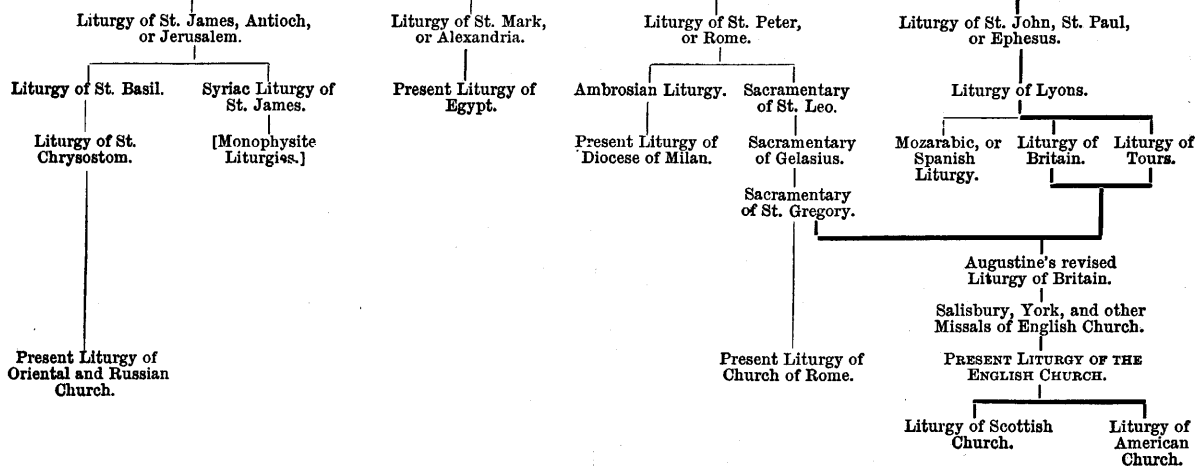 Liturgy of St. James, Antioch,
or Jerusalem.
Liturgy of St. Mark,
or Alexandria.
Liturgy of St. Peter,
or Rome.
Liturgy of St. John, St. Paul,
or Ephesus.
Liturgy of St. Basil.
Syriac Liturgy of
St. James.
Present Liturgy of
Egypt.
Ambrosian Liturgy.
Sacramentary
of St. Leo.
Liturgy of Lyons.
Liturgy of St.
Chrysostom.
[Monophysite
Liturgies.]
Present Liturgy of
Diocese of Milan.
Sacramentary
of Gelasius.
Mozarabic, or
Spanish
Liturgy.
Liturgy of
Britain.
Liturgy of
Tours.
Sacramentary
of St. Gregory.
Augustine's revised
Liturgy of Britain.
Salisbury, York, and other
Missals of English Church.
Present Liturgy of
Oriental and Russian
Church.
Present Liturgy of
Church of Rome.
PRESENT LITURGY OF THE
ENGLISH CHURCH.
Liturgy of Scottish
Church.
Liturgy of
American
Church.